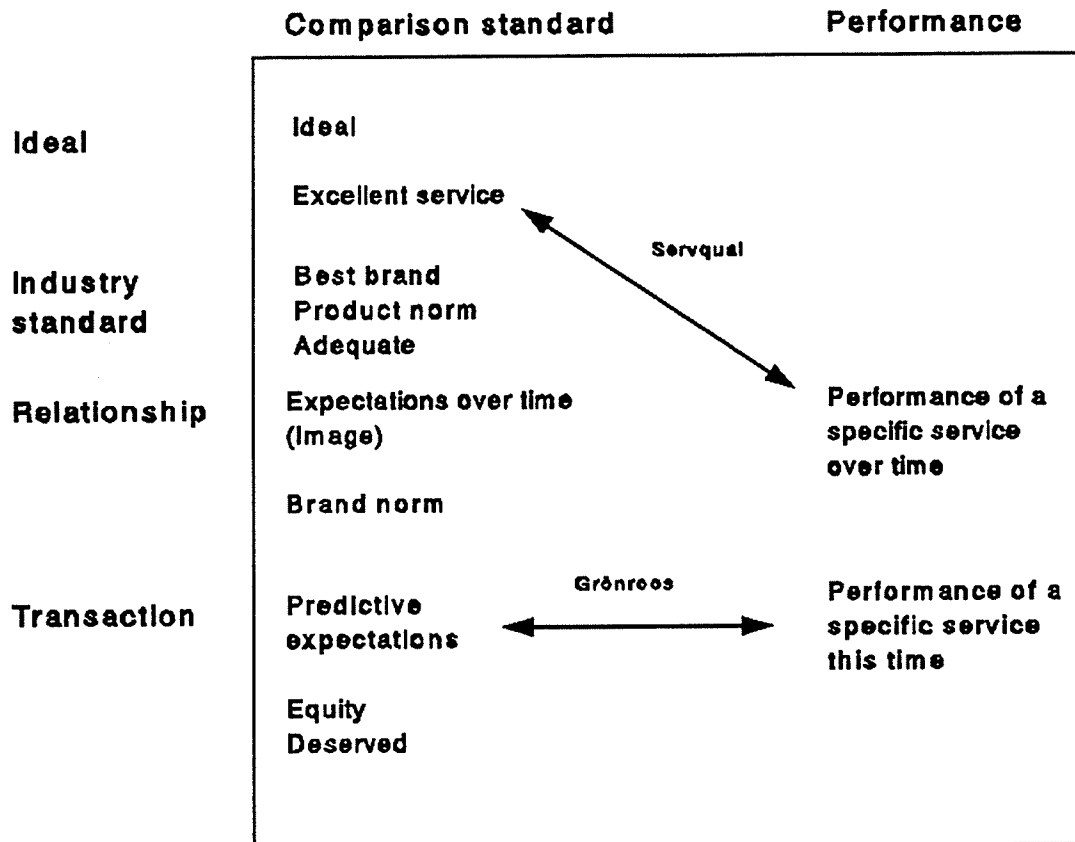 Comparison standard Performance
Ideal
Ideal
Excellent service
Servqual
Industry
standard
Best brand
Product norm
Adequate
Relationship
Expectations over time
(Image)
Performance of a
specific service
over time
Brand norm
Grönroos
Transaction
Predictive
expectations
Performance of a
specific service
this time
Equity
Deserved